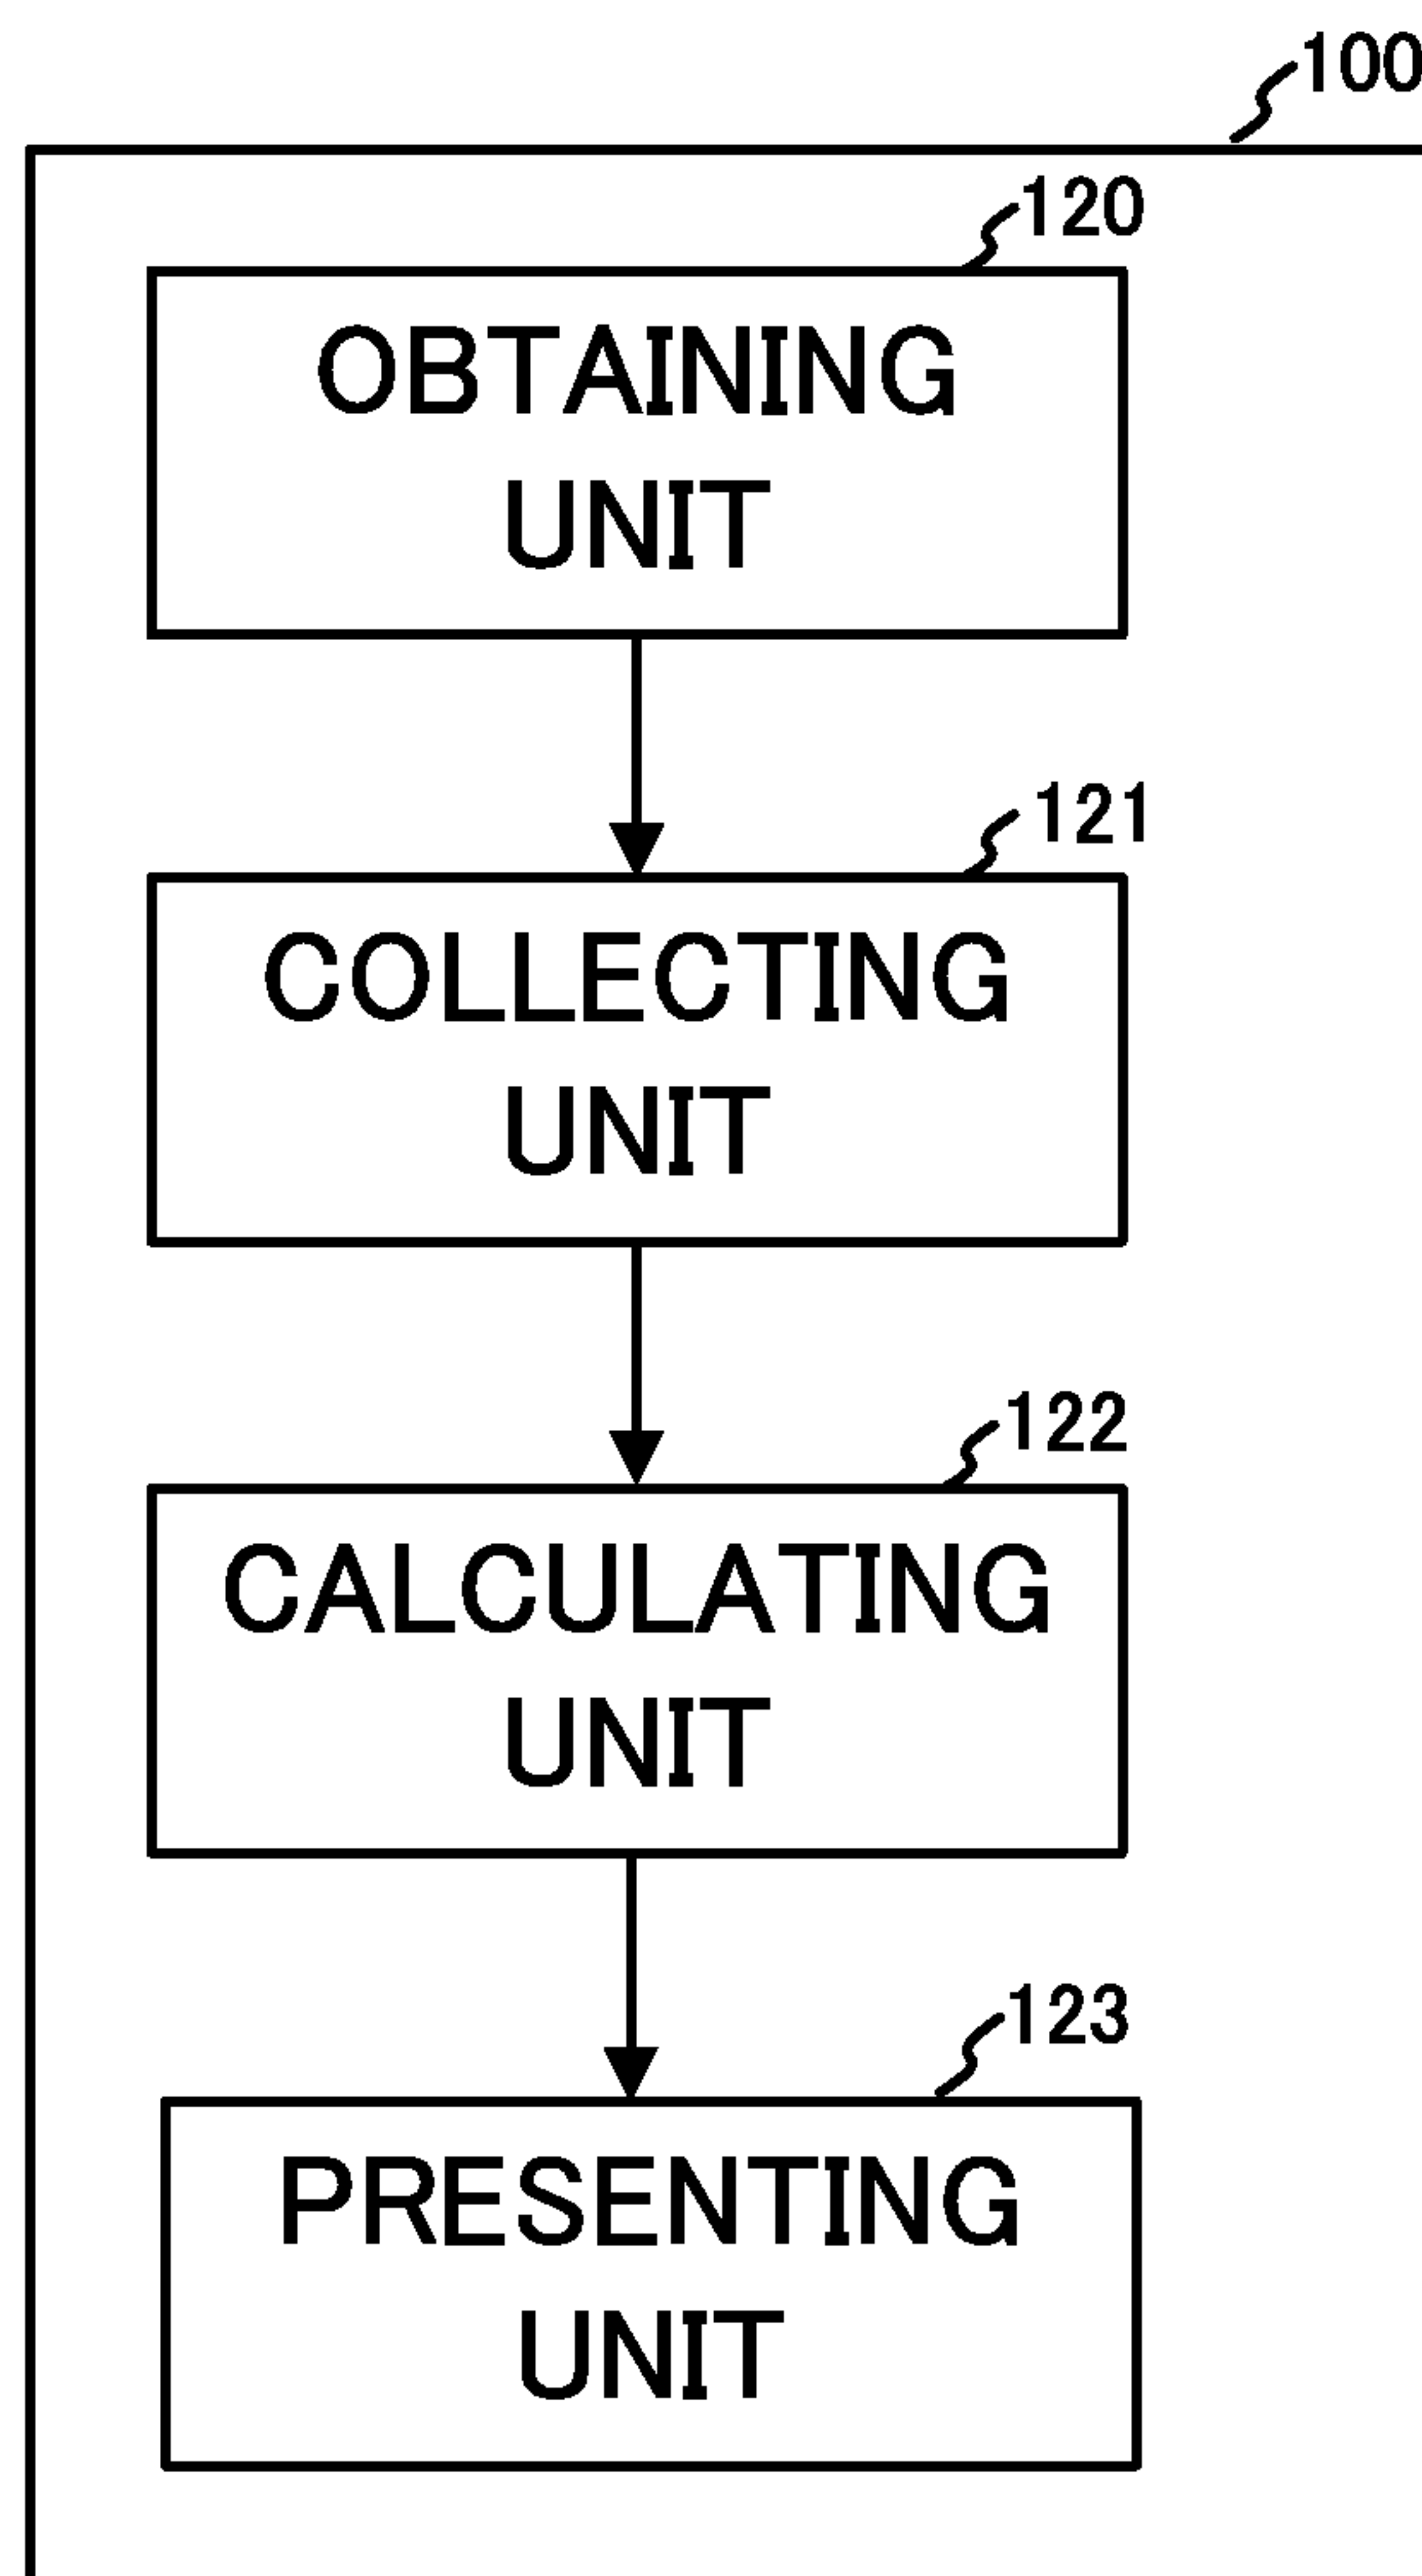 100
120
OBTAINING
UNIT
121
COLLECTING
UNIT
122
CALCULATING
UNIT
123
PRESENTING
UNIT